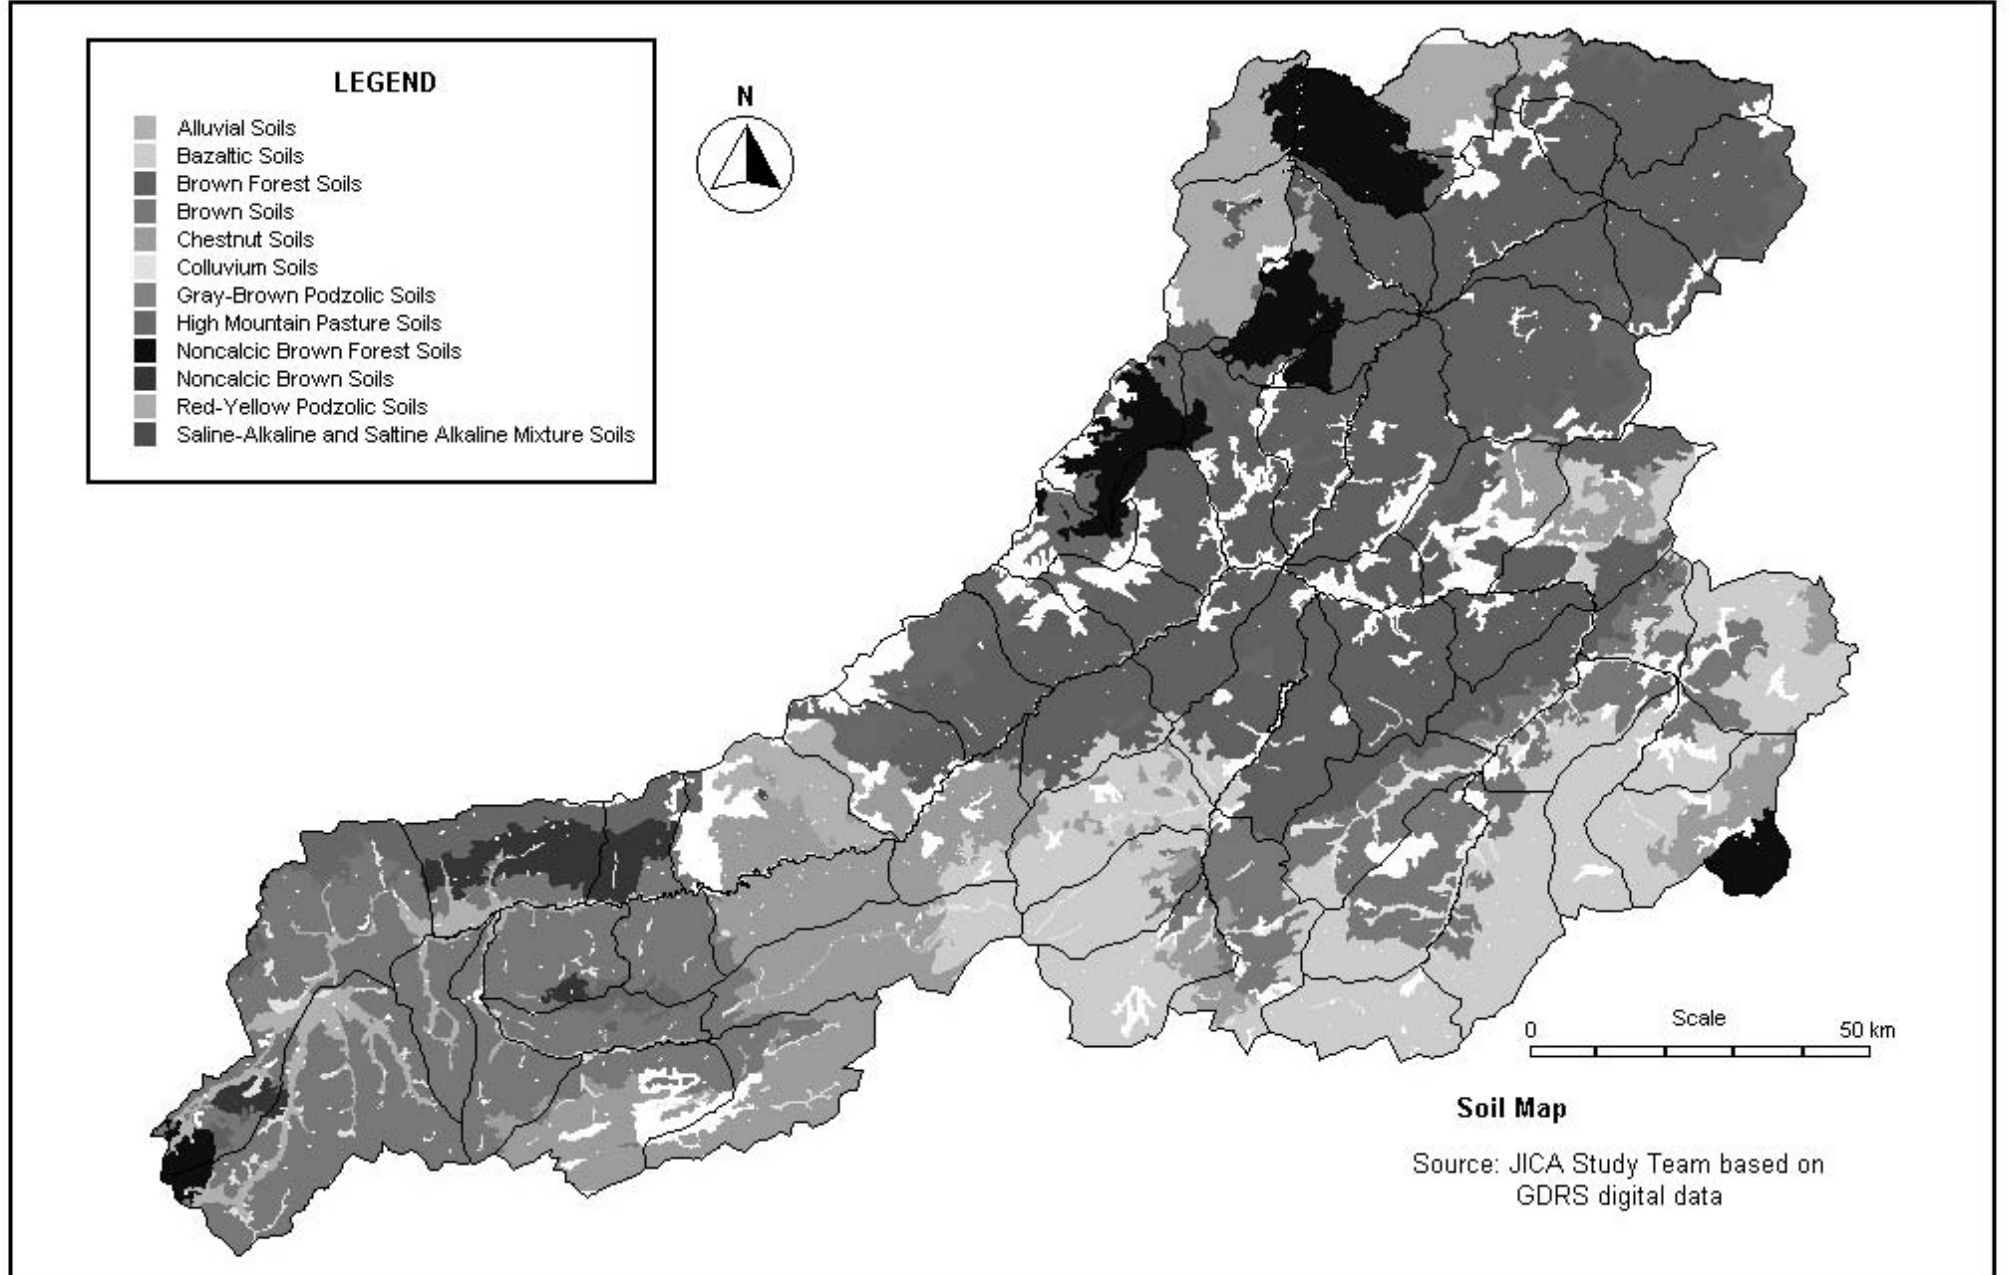 LEGEND
Alluvial Soils
Bazaltic Soils
Brown Forest Soils
Brown Soils
Chestnut Soils
Colluvium Soils
Gray-Brown Podzolic Soils
High Mountain Pasture Soils
Noncalcic Brown Forest Soils
Noncalcic Brown Soils
Red-Yellow Podzolic Soils
Saline-Alkaline and Saltine Alkaline Mixture Soils
N
Scale
0 50 km
Soil Map
Source: JICA Study Team based on
GDRS digital data